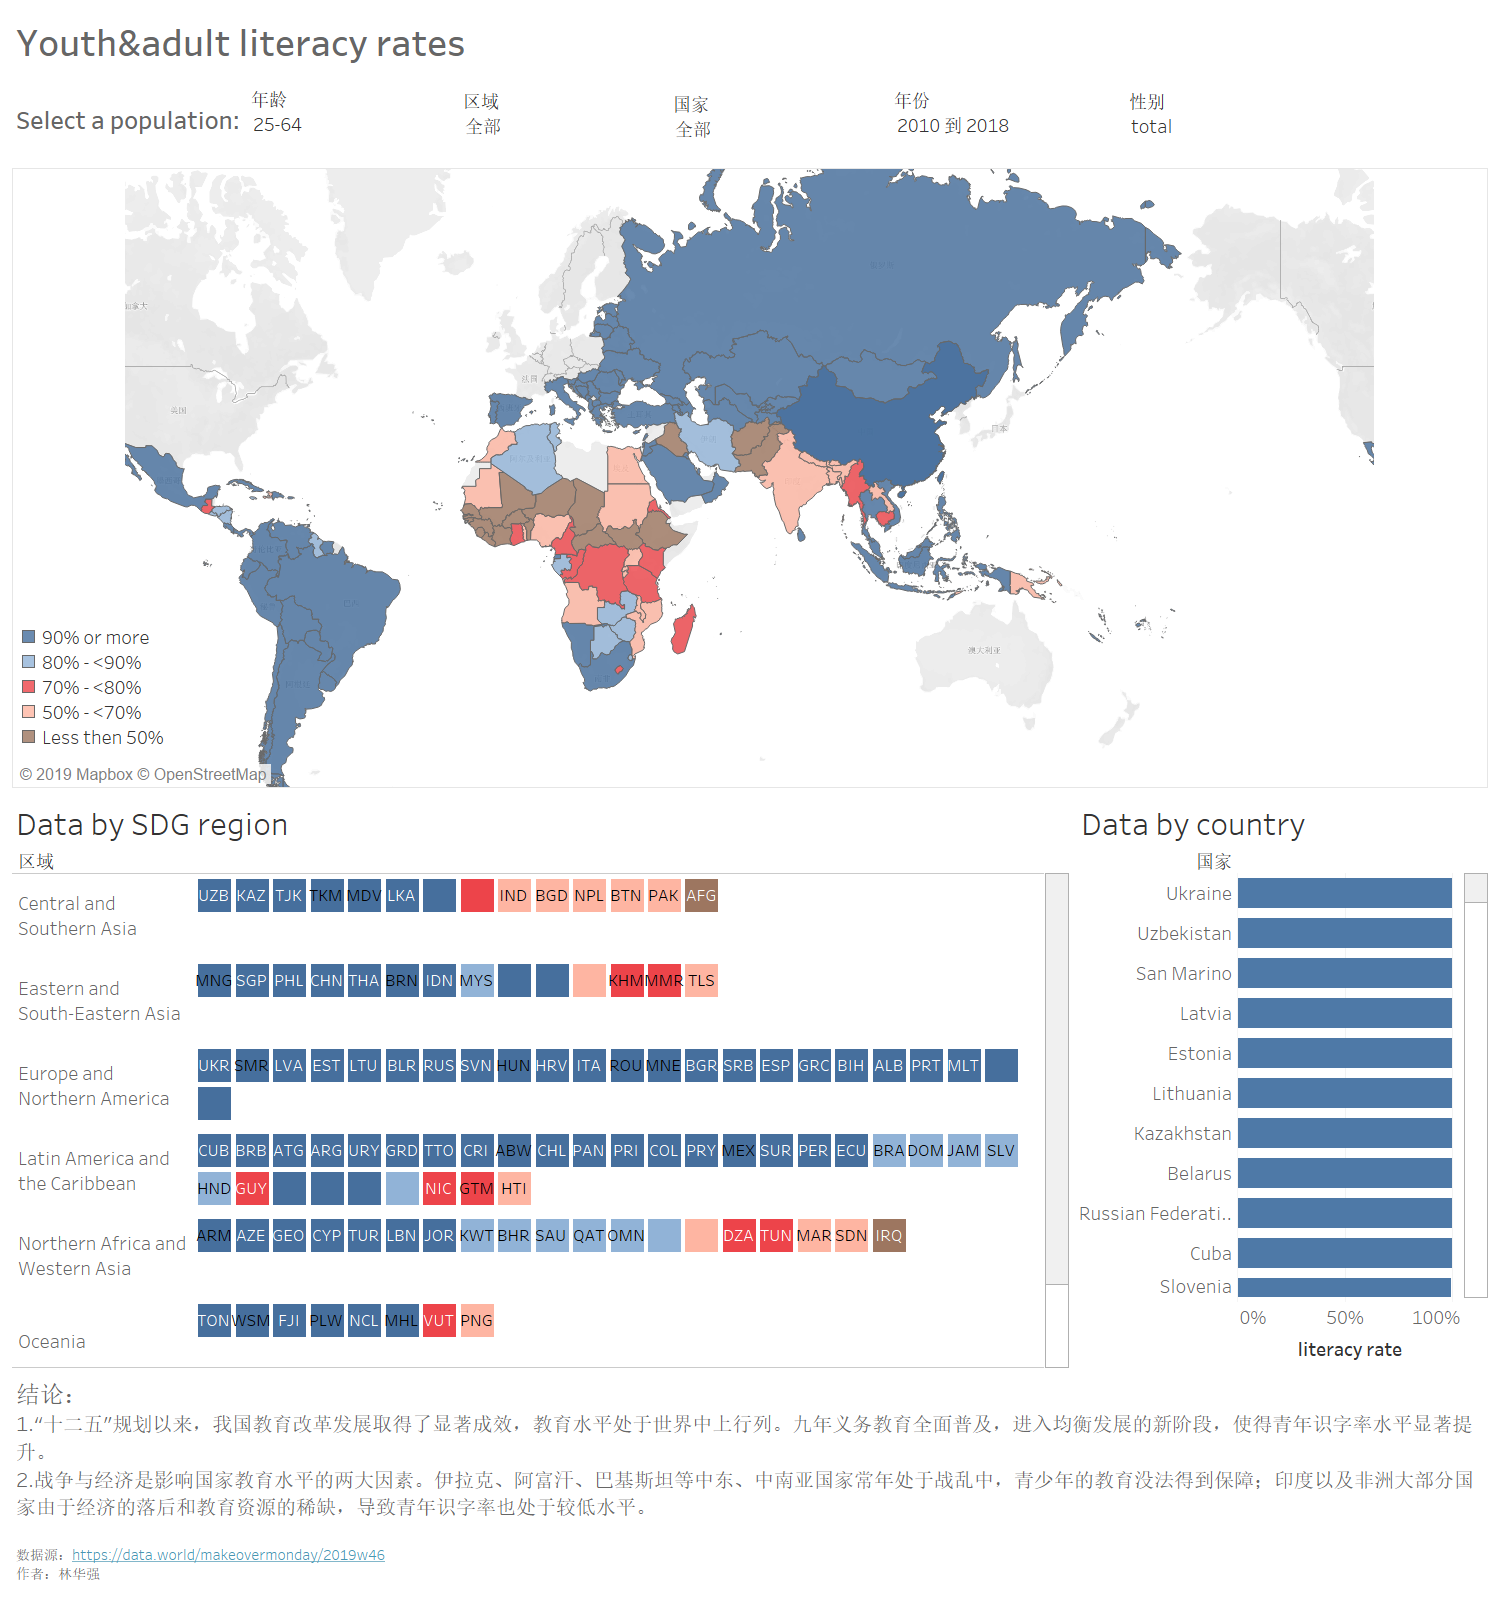 Youth&adult literacy rates
Select a population:
年龄
25-64
区域
全部
国家
全部
年份
2010 到 2018
性别
total
加拿大
美国
法国
日本
澳大利亚
90% or more
80% - <90%
70% - <80%
50% - <70%
Less then 50%
© 2019 Mapbox © OpenStreetMap
Data by SDG region
区域
Central and
Southern Asia
UZB KAZ TJK TKM MDV LKA IND BGD NPL BTN PAK AFG
Eastern and
South-Eastern Asia
MNG SGP PHL CHN THA BRN IDN MYS KHM MMR TLS
Europe and
Northern America
UKR SMR LVA EST LTU BLR RUS SVN HUN HRV ITA ROU MNE BGR SRB ESP GRC BIH ALB PRT MLT
Latin America and
the Caribbean
CUB BRB ATG ARG URY GRD TTO CRI ABW CHL PAN PRI COL PRY MEX SUR PER ECU BRA DOM JAM SLV
HND GUY NIC GTM HTI
Northern Africa and
Western Asia
ARM AZE GEO CYP TUR LBN JOR KWT BHR SAU QAT OMN DZA TUN MAR SDN IRQ
Oceania
TON WSM FJI PLW NCL MHL VUT PNG
Data by country
国家
Ukraine
Uzbekistan
San Marino
Latvia
Estonia
Lithuania
Kazakhstan
Belarus
Russian Federati..
Cuba
Slovenia
0% 50% 100%
literacy rate
结论：
1.“十二五”规划以来，我国教育改革发展取得了显著成效，教育水平处于世界中上行列。九年义务教育全面普及，进入均衡发展的新阶段，使得青年识字率水平显著提
升。
2.战争与经济是影响国家教育水平的两大因素。伊拉克、阿富汗、巴基斯坦等中东、中南亚国家常年处于战乱中，青少年的教育没法得到保障；印度以及非洲大部分国
家由于经济的落后和教育资源的稀缺，导致青年识字率也处于较低水平。
数据源：https://data.world/makeovermonday/2019w46
作者：林华强